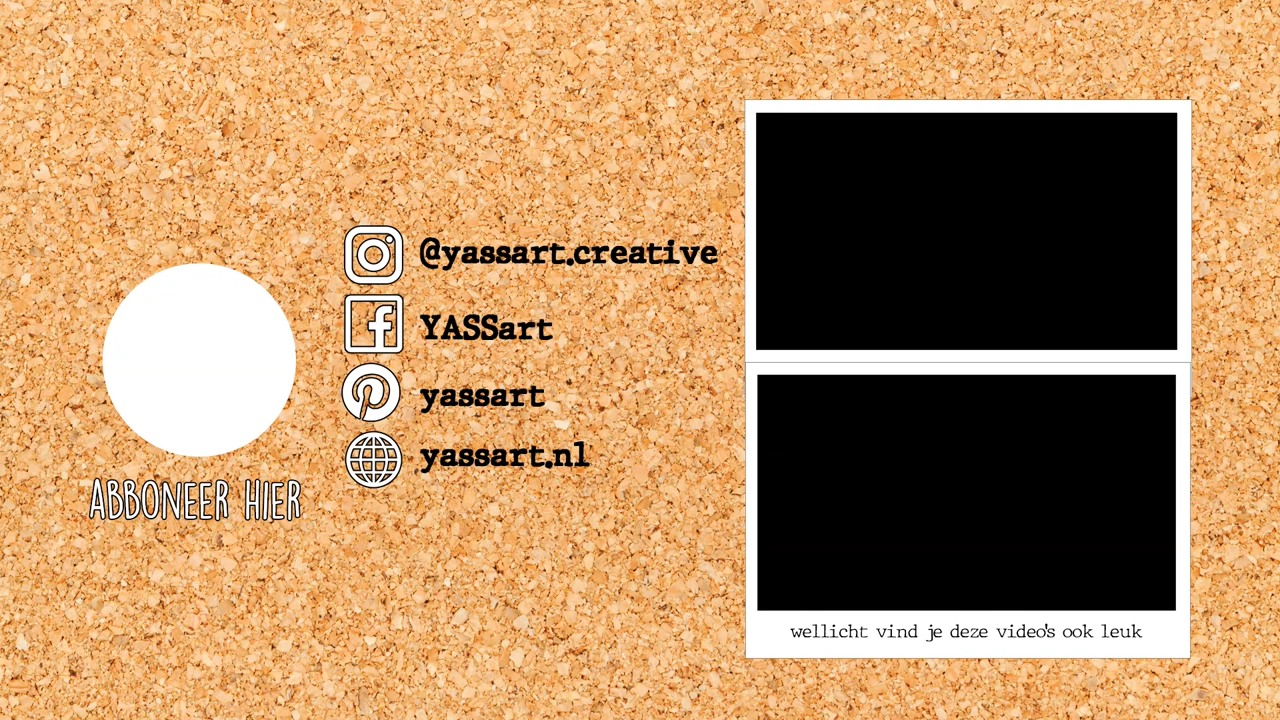 @yassart.creative
YASSart
yassart
yassart.nl
ABBONEER HIER
wellicht vind je deze video's ook leuk